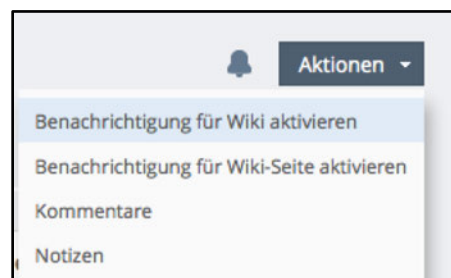 Aktionen
Benachrichtigung für Wiki aktivieren
Benachrichtigung für Wiki-Seite aktivieren
Kommentare
Notizen